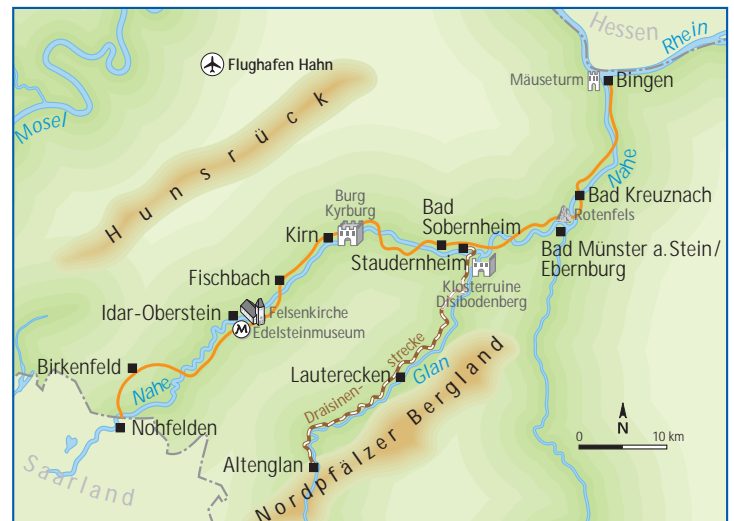 Hessen
Rhein
Flughafen Hahn
Mäuseturm
Bingen
Mosel
Hunsrück
Nahe
Burg
Kyrburg
Bad Kreuznach
Rotenfels
Bad
Sobernheim
Kirn
Staudernheim
Bad Münster a. Stein/
Ebernburg
Fischbach
Klosterruine
Disibodenberg
Idar-Oberstein
Felsenkirche
M
Edelsteinmuseum
Birkenfeld
Nahe
Lauterecken
Glan
Draisinen-
strecke
Nordpfälzer Bergland
Nohfelden
Saarland
Altenglan
N
0 10 km